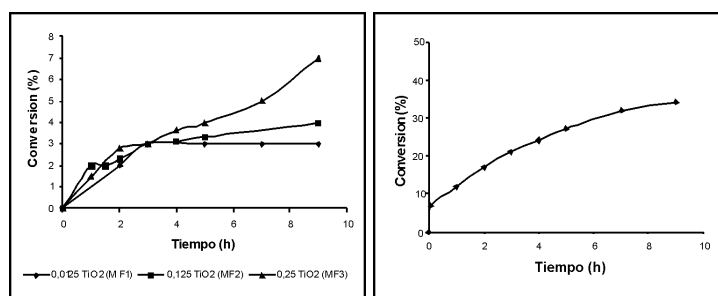 8
7
6
5
4
3
2
1
0
Conversion (%)
0 2 4 6 8 10
Tiempo (h)
0,0125 TiO2 (M F1) 0,125 TiO2 (MF2) 0,25 TiO2 (MF3)
50
40
30
20
10
0
Conversion (%)
0 2 4 6 8 10
Tiempo (h)